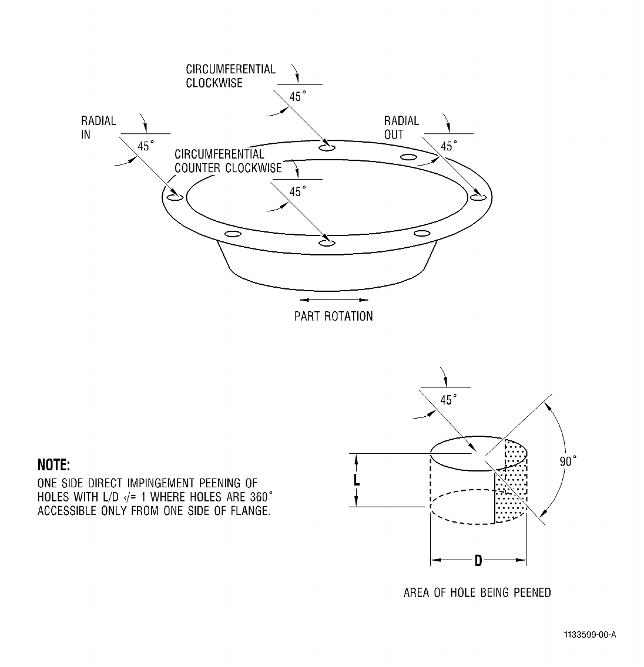 CIRCUMFERENTIAL
CLOCKWISE
45°
RADIAL
IN
45°
RADIAL
OUT
45°
CIRCUMFERENTIAL
COUNTER CLOCKWISE
45°
PART ROTATION
45°
90°
L
D
NOTE:
ONE SIDE DIRECT IMPINGEMENT PEENING OF
HOLES WITH L/D </= 1 WHERE HOLES ARE 360°
ACCESSIBLE ONLY FROM ONE SIDE OF FLANGE.
AREA OF HOLE BEING PEENED
1133599-00-A